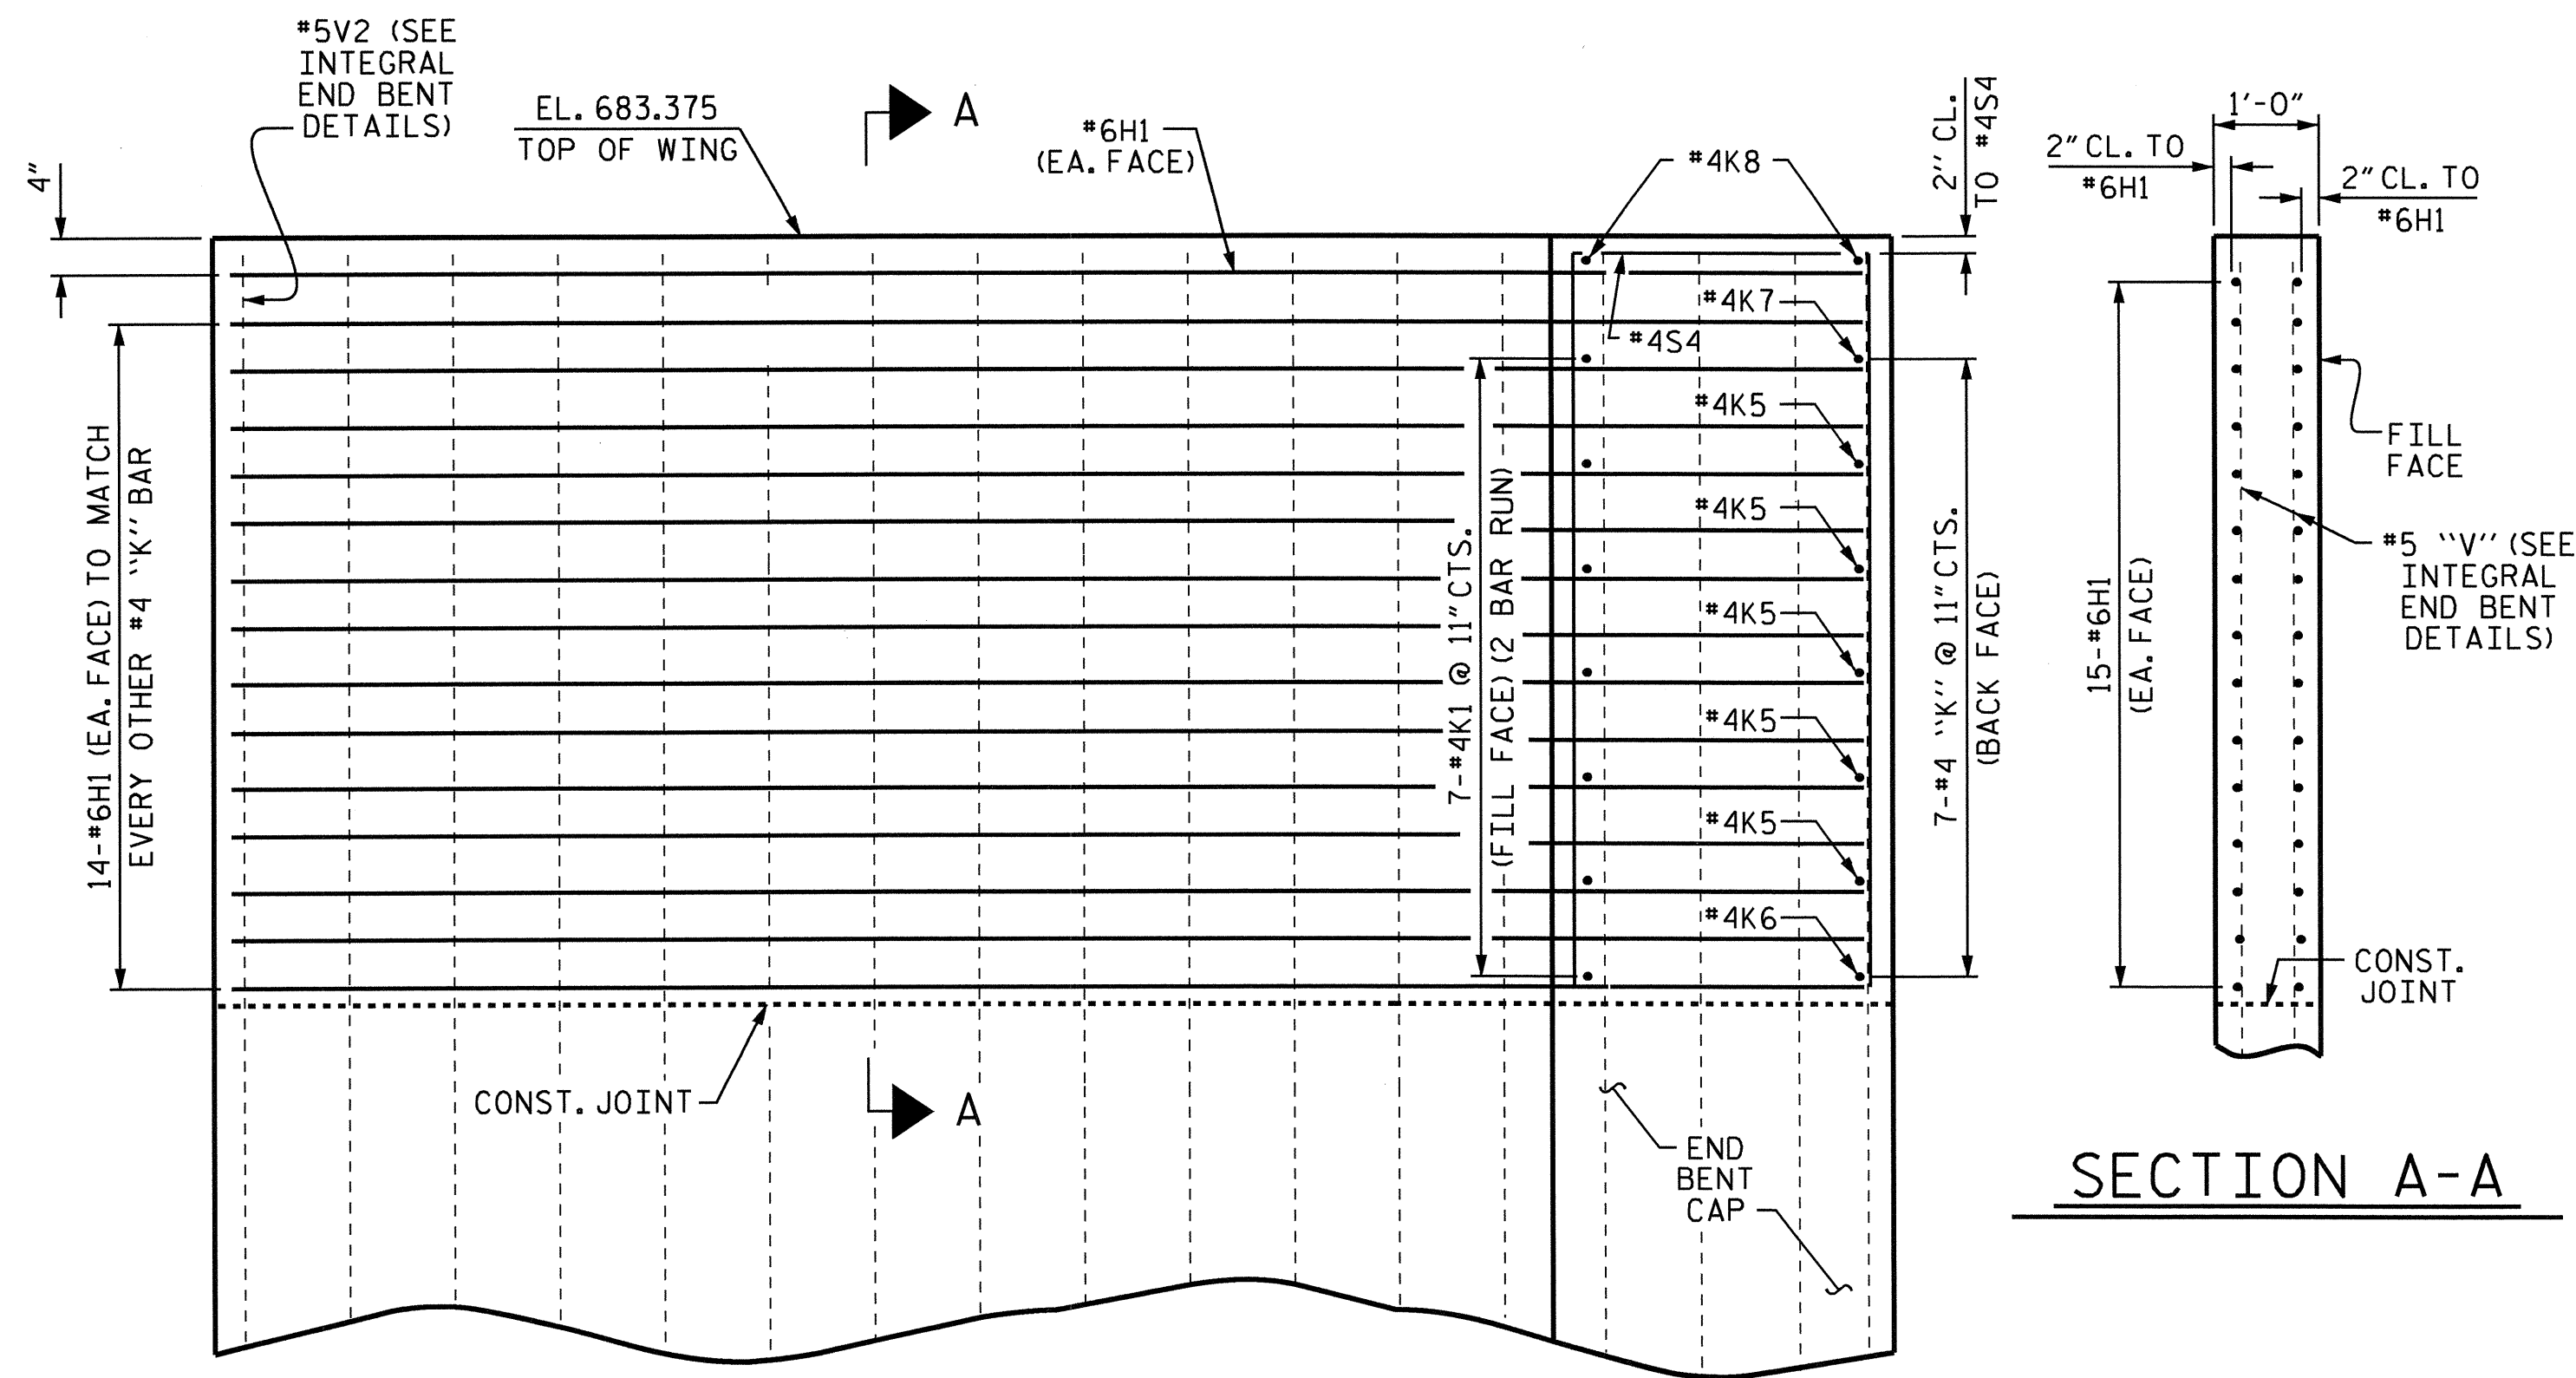 #5V2 (SEE
INTEGRAL
END BENT
DETAILS)
EL. 683.375
TOP OF WING
A
#6H1
(EA. FACE)
#4K8
2" CL.
TO #4S4
4"
1'-0"
2" CL. TO
#6H1
2" CL. TO
#6H1
#4K7
#4S4
#4K5
#4K5
#4K5
#4K5
#4K5
#4K6
14-#6H1 (EA. FACE) TO MATCH
EVERY OTHER #4 "K" BAR
7-#4K1 @ 11" CTS.
(FILL FACE) (2 BAR RUN)
7-#4 "K" @ 11" CTS.
(BACK FACE)
15-#6H1
(EA. FACE)
FILL
FACE
#5 "V" (SEE
INTEGRAL
END BENT
DETAILS)
CONST.
JOINT
CONST. JOINT
A
END
BENT
CAP
SECTION A-A